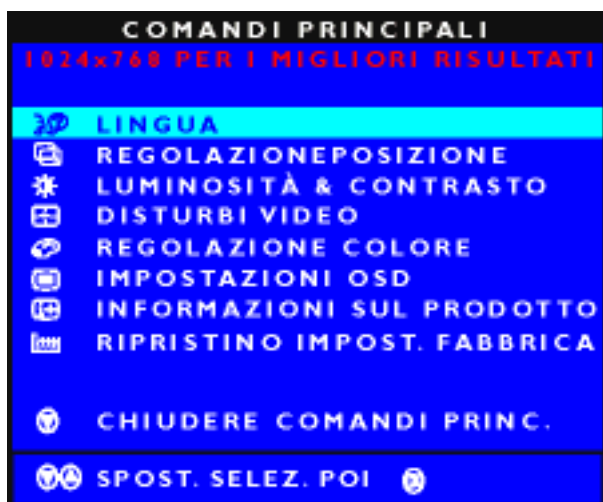 COMANDI PRINCIPALI
1024x768 PER I MIGLIORI RISULTATI
LINGUA
REGOLAZIONEPOSIZIONE
LUMINOSITÀ & CONTRASTO
DISTURBI VIDEO
REGOLAZIONE COLORE
IMPOSTAZIONI OSD
INFORMAZIONI SUL PRODOTTO
RIPRISTINO IMPOST. FABBRICA
CHIUDERE COMANDI PRINC.
SPOST. SELEZ. POI